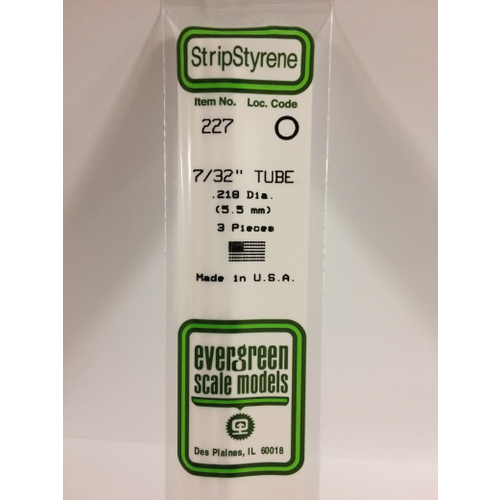 StripStyrene
Item No. Loc. Code
227
7/32" TUBE
.218 Dia.
(5.5 mm)
3 Pieces
Made in U.S.A.
evergreen
scale models
Des Plaines, IL 60018